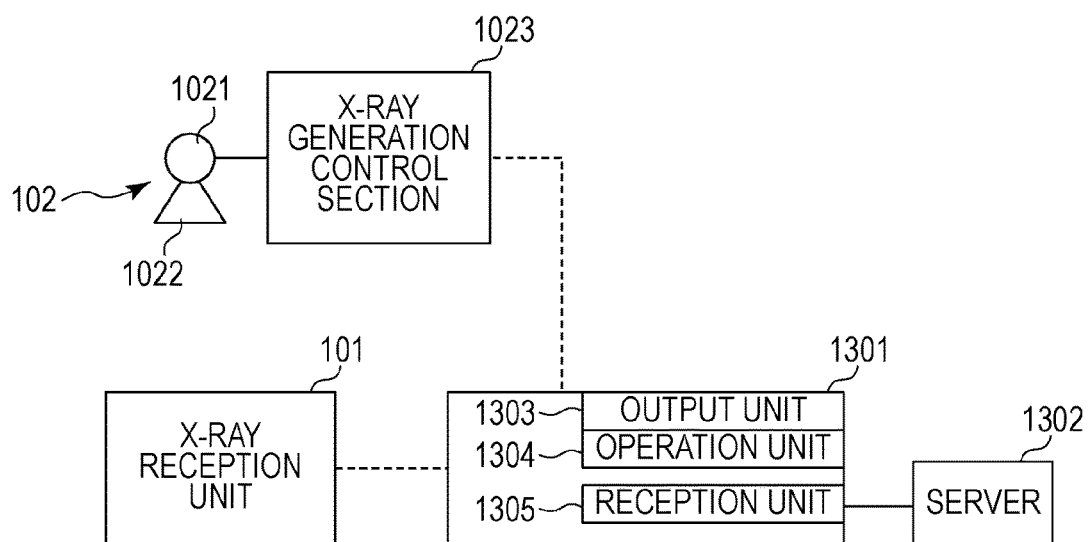 1023
1021
X-RAY
GENERATION
CONTROL
SECTION
102
1022
101
1301
X-RAY
RECEPTION
UNIT
1303
OUTPUT UNIT
1302
1304
OPERATION UNIT
1305
RECEPTION UNIT
SERVER